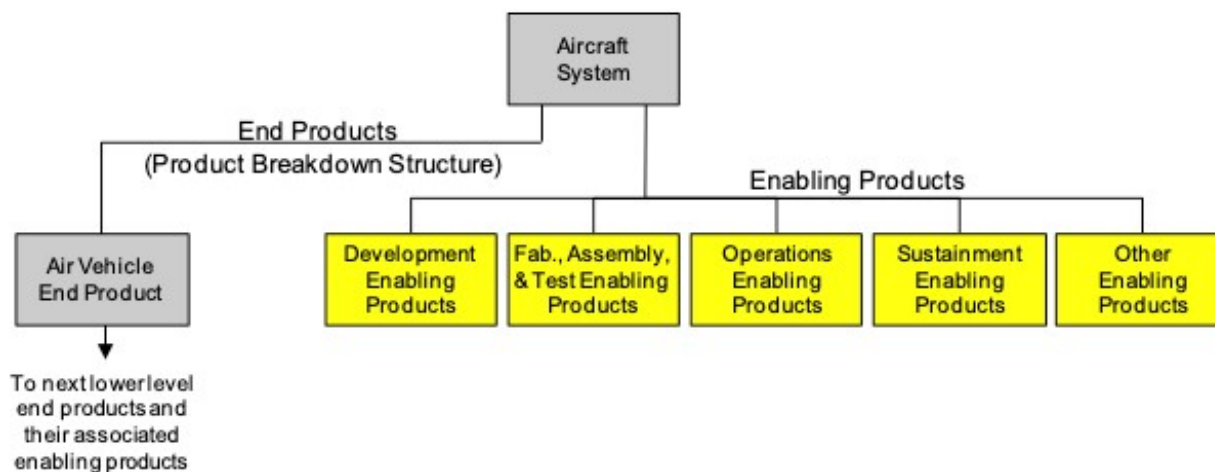 Aircraft
System
End Products
(Product Breakdown Structure)
Enabling Products
Air Vehicle
End Product
Development
Enabling
Products
Fab., Assembly,
& Test Enabling
Products
Operations
Enabling
Products
Sustainment
Enabling
Products
Other
Enabling
Products
To next lower level
end products and
their associated
enabling products